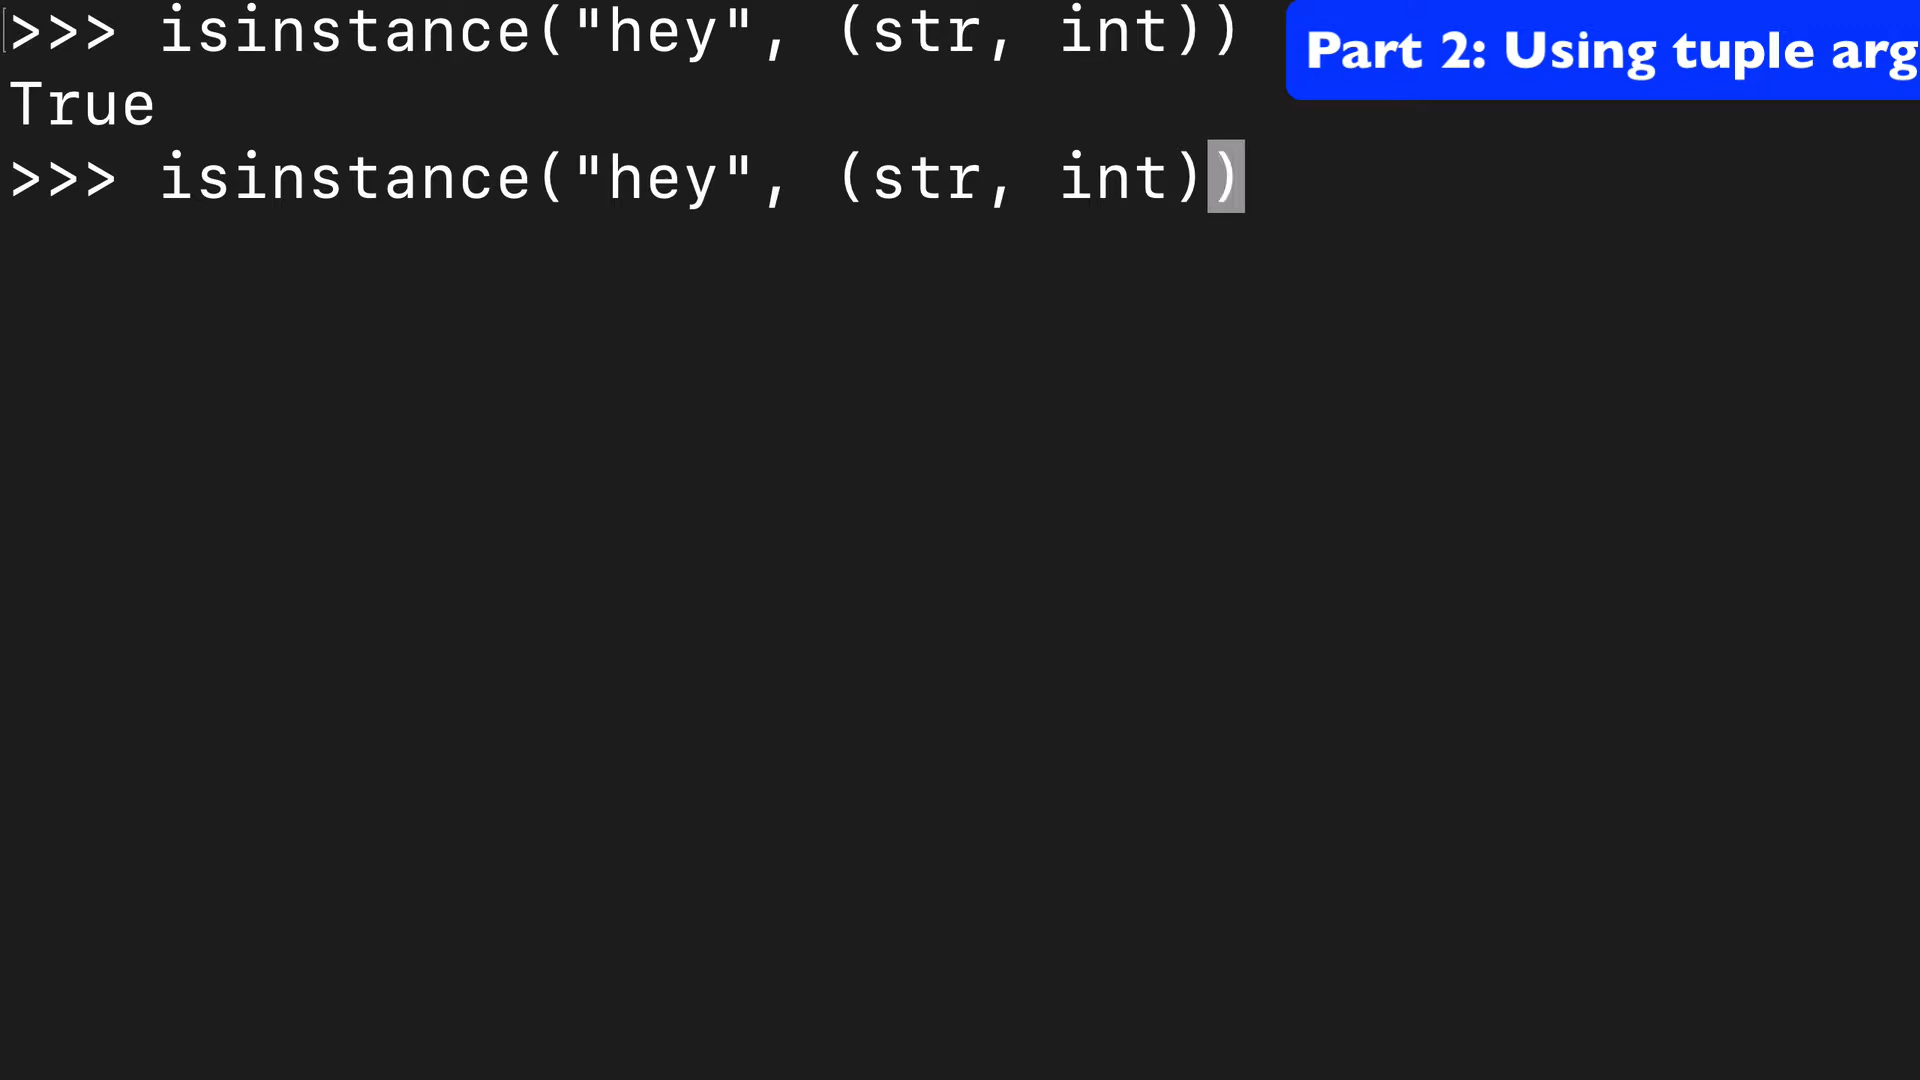 >>> isinstance("hey", (str, int))
Part 2: Using tuple arg
True
>>> isinstance("hey", (str, int))